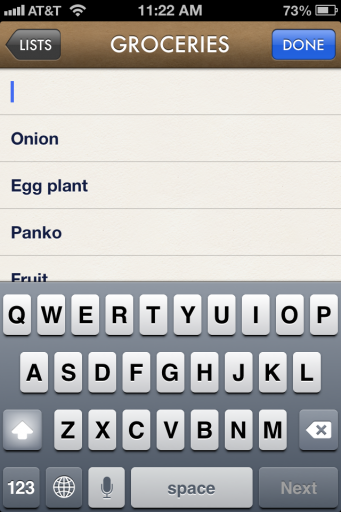 AT&T 11:22 AM 73%
LISTS GROCERIES DONE
Onion
Egg plant
Panko
Fruit
Q W E R T Y U I O P
A S D F G H J K L
Z X C V B N M
123 space Next